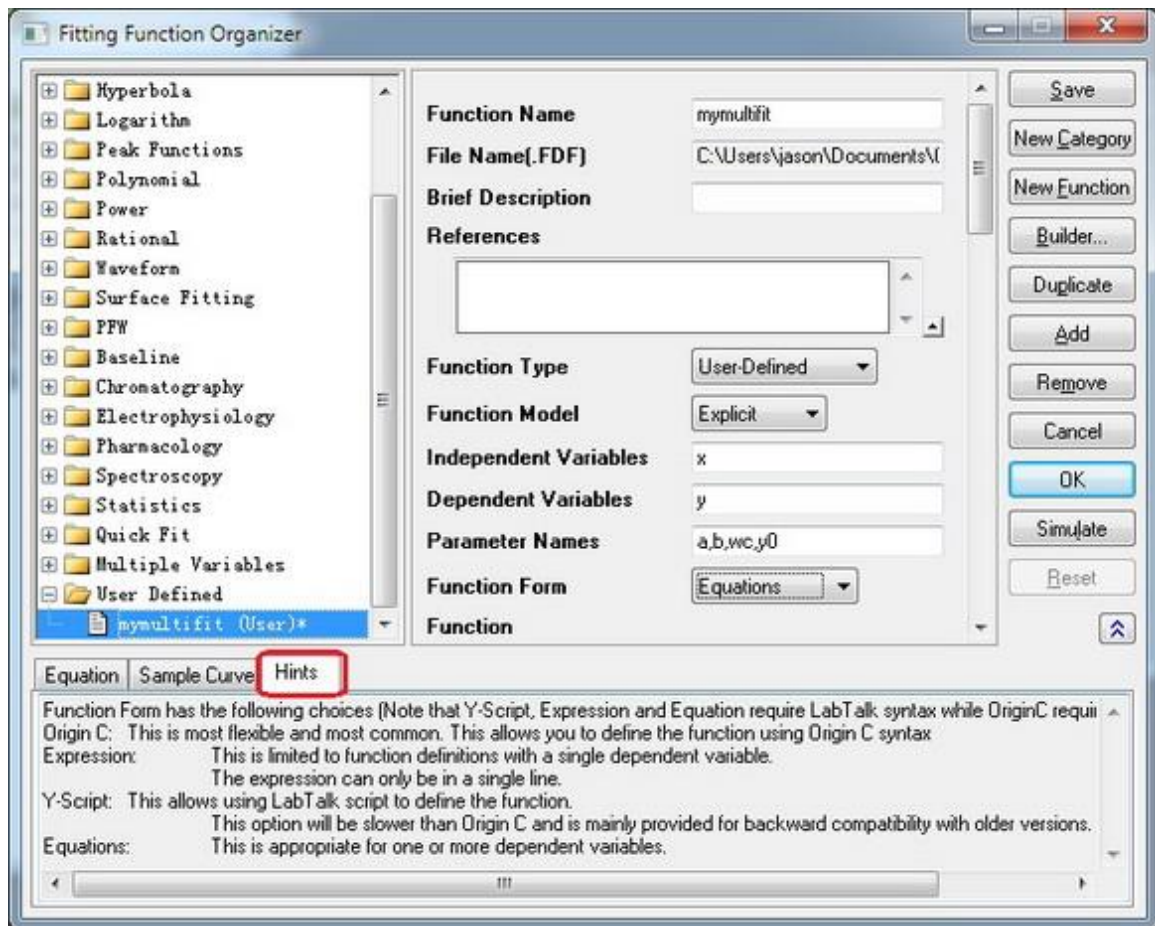 Fitting Function Organizer
Hyperbola
Logarithm
Peak Functions
Polynomial
Power
Rational
Waveform
Surface Fitting
PFW
Baseline
Chromatography
Electrophysiology
Pharmacology
Spectroscopy
Statistics
Quick Fit
Multiple Variables
User Defined
mymultifit (User)*
Function Name mymultifit
File Name(.FDF) C:\Users\jason\Documents\
Brief Description
References
Function Type User-Defined
Function Model Explicit
Independent Variables x
Dependent Variables y
Parameter Names a,b,wc,y0
Function Form Equations
Function
Save
New Category
New Function
Builder...
Duplicate
Add
Remove
Cancel
OK
Simulate
Reset
Equation Sample Curve Hints
Function Form has the following choices (Note that Y-Script, Expression and Equation require LabTalk syntax while OriginC requii
Origin C: This is most flexible and most common. This allows you to define the function using Origin C syntax
Expression: This is limited to function definitions with a single dependent variable.
The expression can only be in a single line.
Y-Script: This allows using LabTalk script to define the function.
This option will be slower than Origin C and is mainly provided for backward compatibility with older versions.
Equations: This is appropriate for one or more dependent variables.